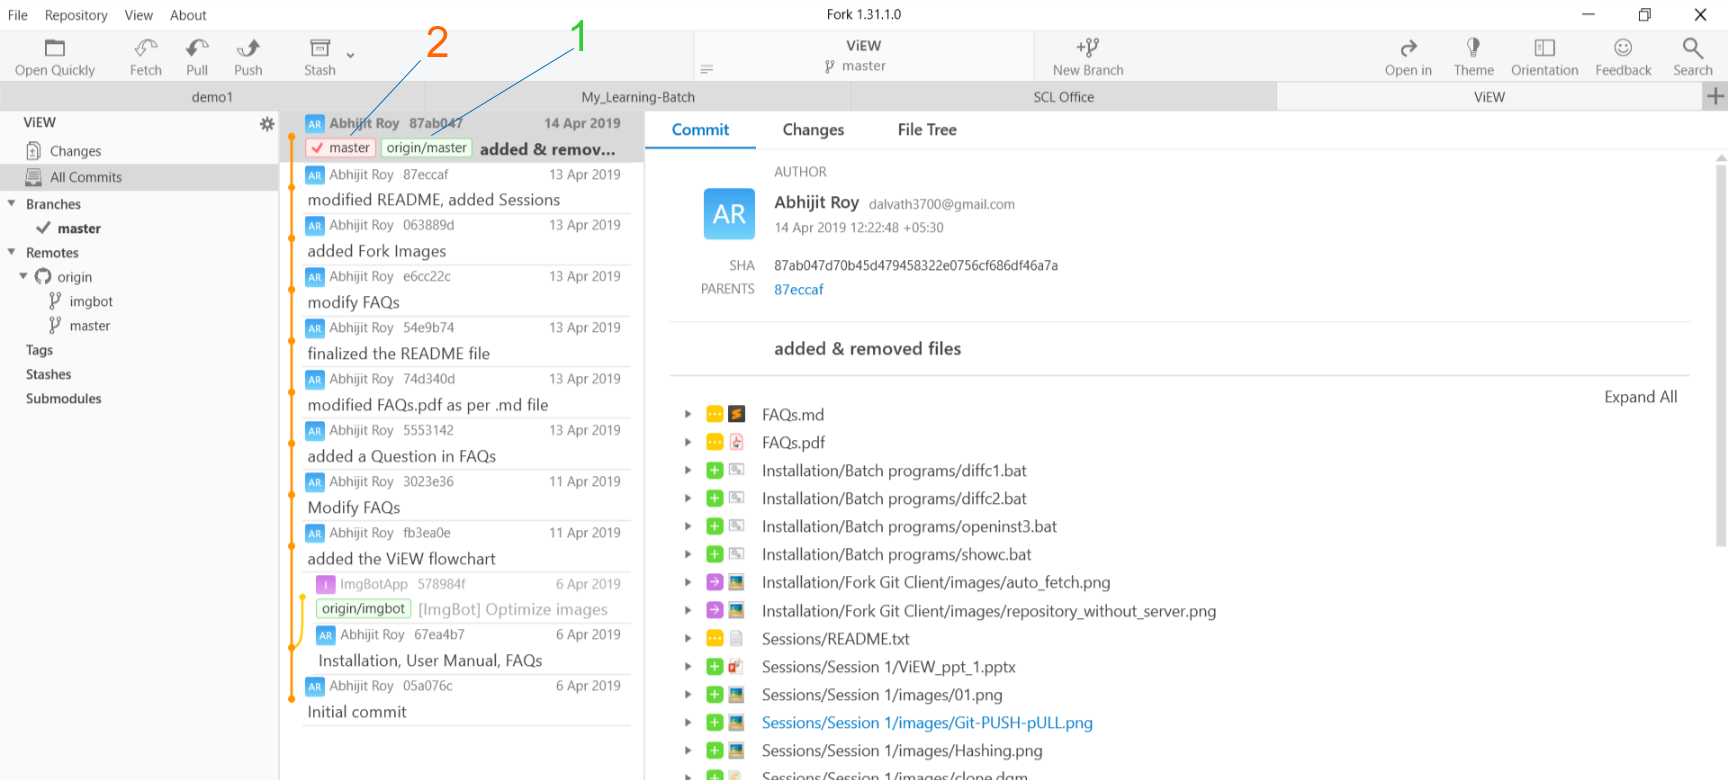 File Repository View About Fork 1.31.1.0
2 1
Open Quickly Fetch Pull Push Stash ViEW master New Branch Open in Theme Orientation Feedback Search
demo1 My_Learning-Batch SCL Office ViEW
ViEW
Changes
All Commits
Branches
master
Remotes
origin
imgbot
master
Tags
Stashes
Submodules
AR Abhijit Roy 87ab047 14 Apr 2019
master origin/master added & remov...
AR Abhijit Roy 87eccaf 13 Apr 2019
modified README, added Sessions
AR Abhijit Roy 063889d 13 Apr 2019
added Fork Images
AR Abhijit Roy e6cc22c 13 Apr 2019
modify FAQs
AR Abhijit Roy 54e9b74 13 Apr 2019
finalized the README file
AR Abhijit Roy 74d340d 13 Apr 2019
modified FAQs.pdf as per .md file
AR Abhijit Roy 5553142 13 Apr 2019
added a Question in FAQs
AR Abhijit Roy 3023e36 11 Apr 2019
Modify FAQs
AR Abhijit Roy fb3ea0e 11 Apr 2019
added the ViEW flowchart
I ImgBotApp 578984f 6 Apr 2019
origin/imgbot [ImgBot] Optimize images
AR Abhijit Roy 67ea4b7 6 Apr 2019
Installation, User Manual, FAQs
AR Abhijit Roy 05a076c 6 Apr 2019
Initial commit
Commit Changes File Tree
AUTHOR
AR Abhijit Roy dalvath3700@gmail.com
14 Apr 2019 12:22:48 +05:30
SHA 87ab047d70b45d479458322e0756cf686df46a7a
PARENTS 87eccaf
added & removed files
Expand All
FAQs.md
FAQs.pdf
Installation/Batch programs/diffc1.bat
Installation/Batch programs/diffc2.bat
Installation/Batch programs/openinst3.bat
Installation/Batch programs/showc.bat
Installation/Fork Git Client/images/auto_fetch.png
Installation/Fork Git Client/images/repository_without_server.png
Sessions/README.txt
Sessions/Session 1/ViEW_ppt_1.pptx
Sessions/Session 1/images/01.png
Sessions/Session 1/images/Git-PUSH-pULL.png
Sessions/Session 1/images/Hashing.png
Sessions/Session 1/images/clone.dgm